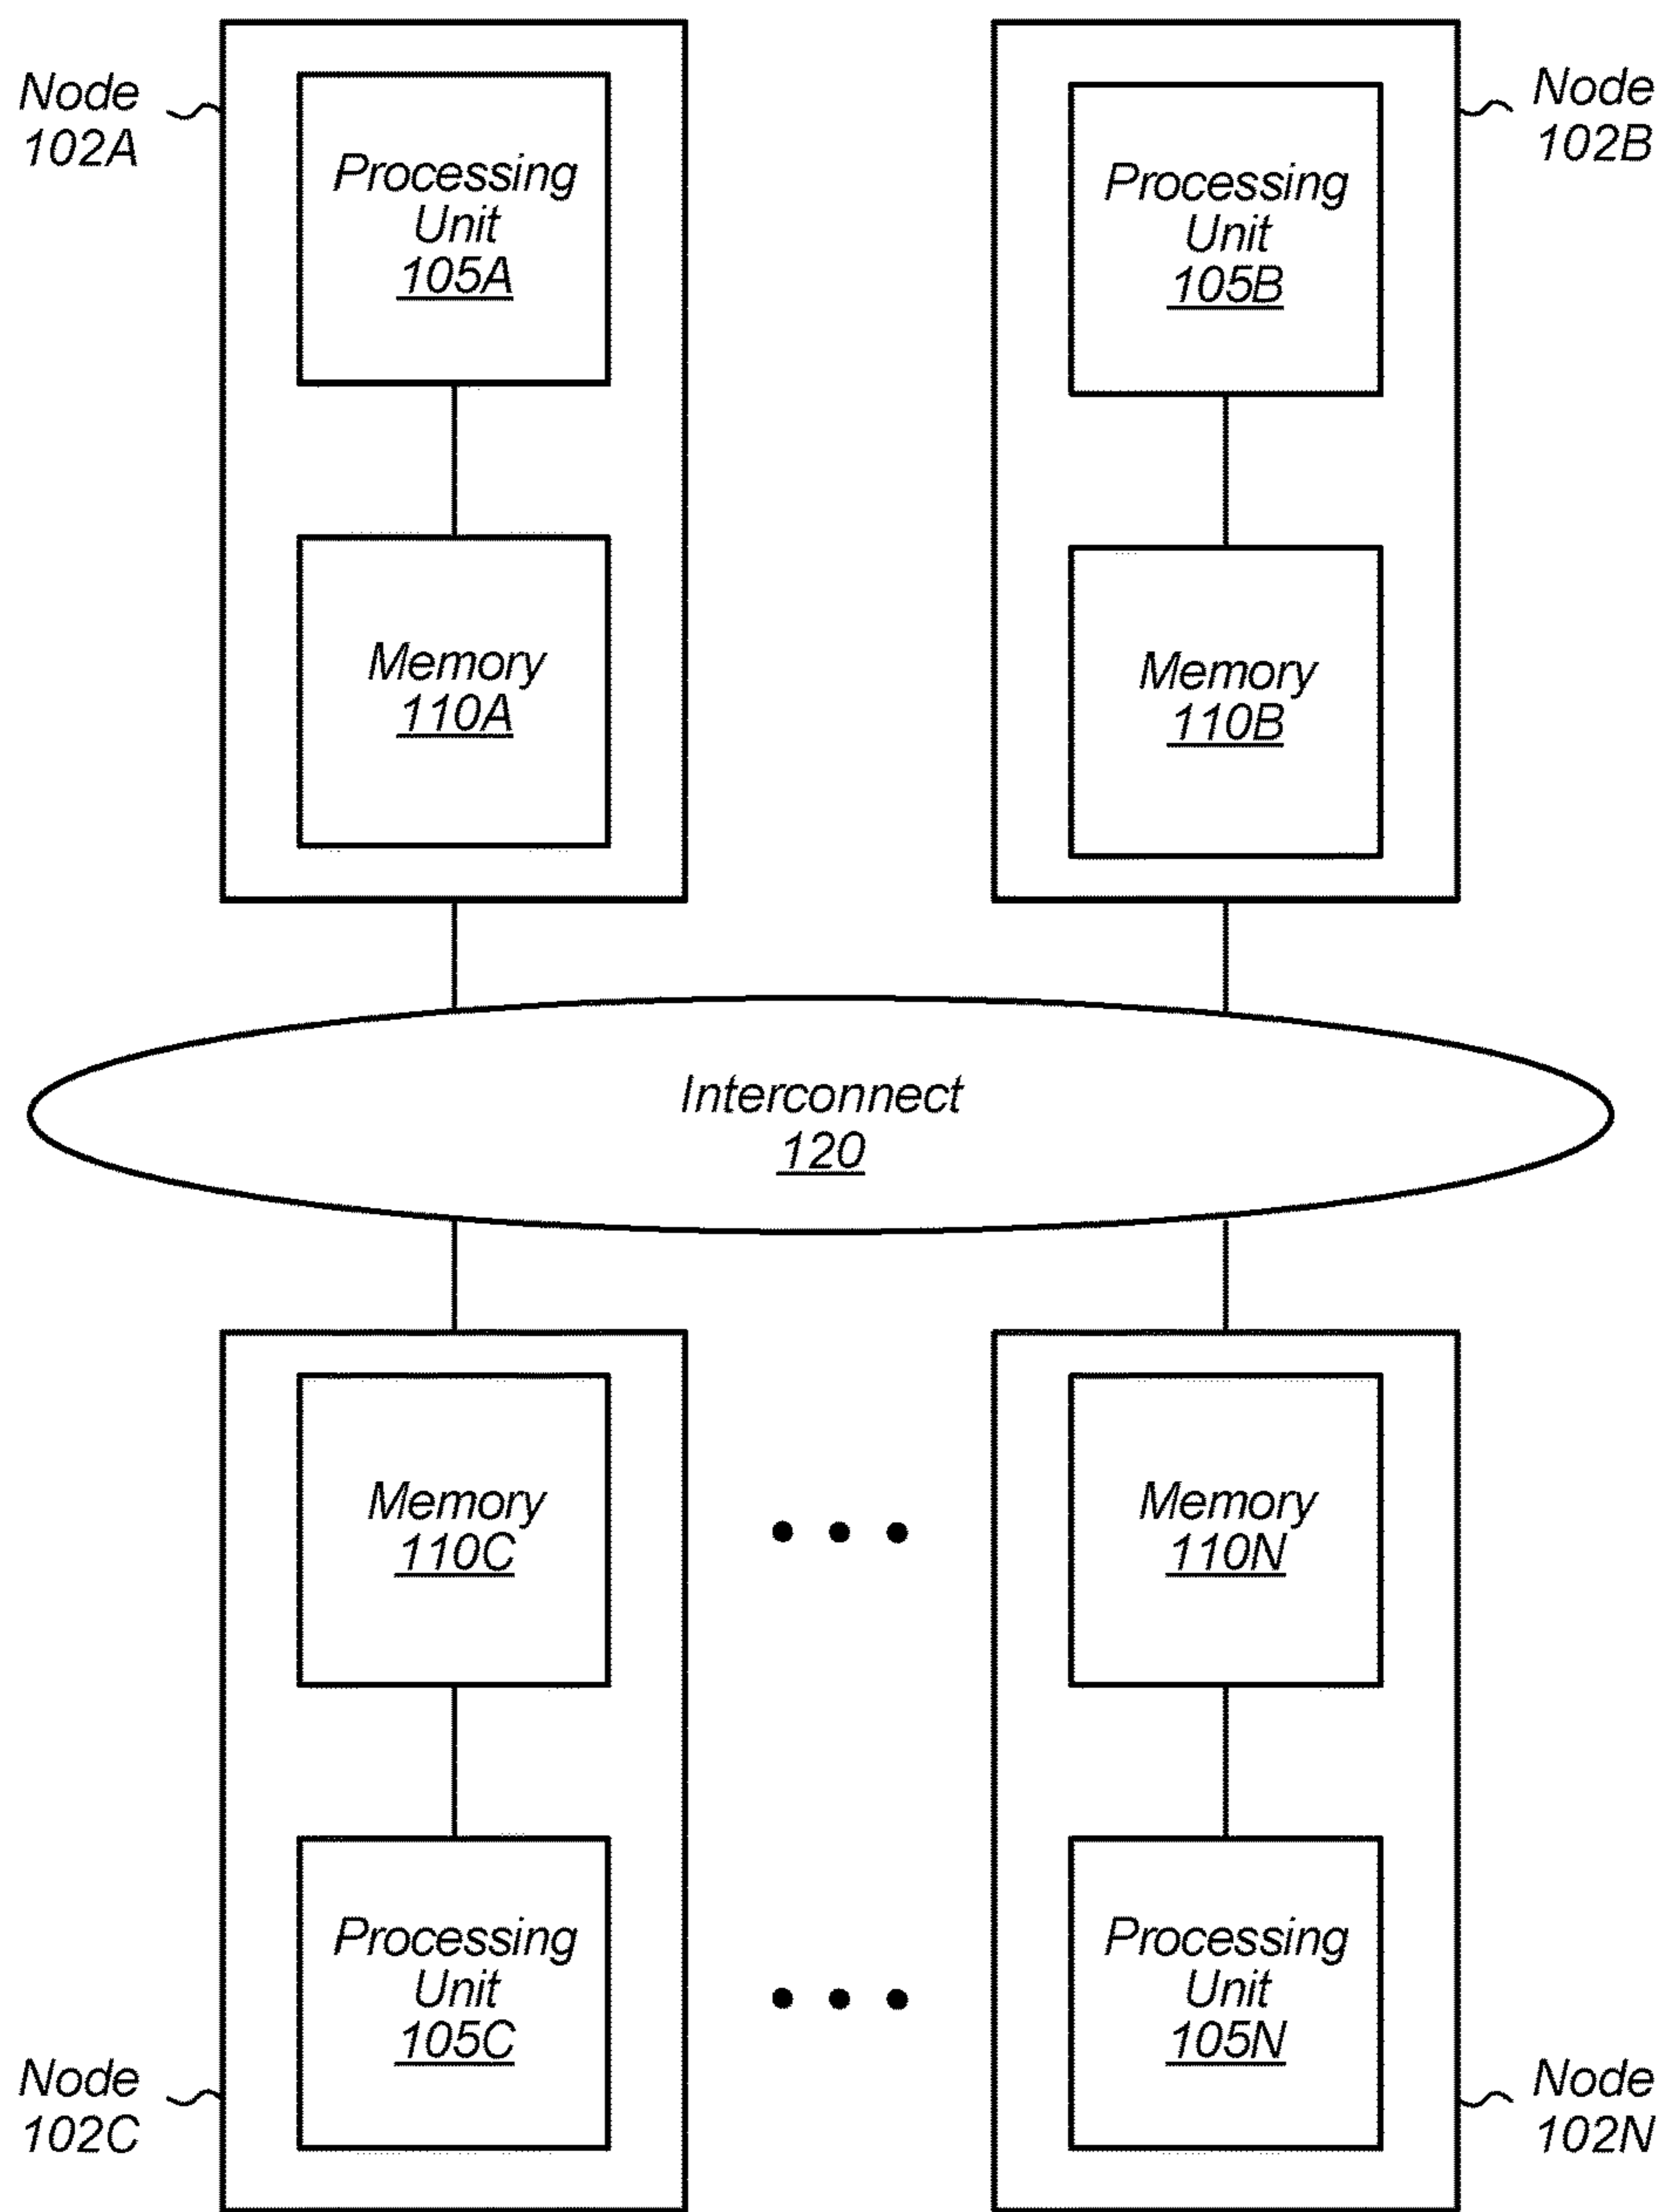 Node
102A
Processing
Unit
105A
Memory
110A
Node
102B
Processing
Unit
105B
Memory
110B
Interconnect
120
Memory
110C
Processing
Unit
105C
Node
102C
Memory
110N
Processing
Unit
105N
Node
102N